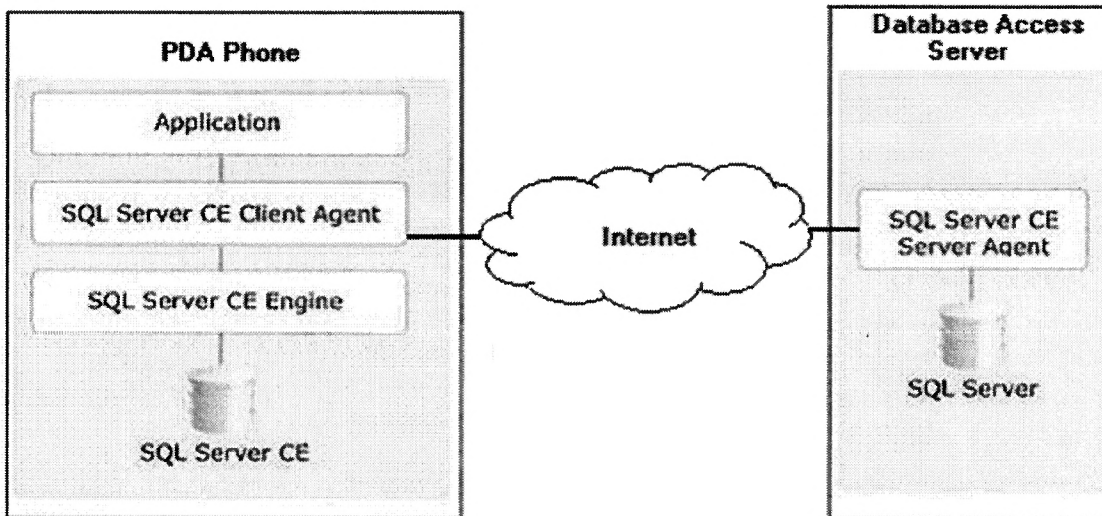 PDA Phone
Application
SQL Server CE Client Agent
SQL Server CE Engine
SQL Server CE
Internet
Database Access
Server
SQL Server CE
Server Agent
SQL Server